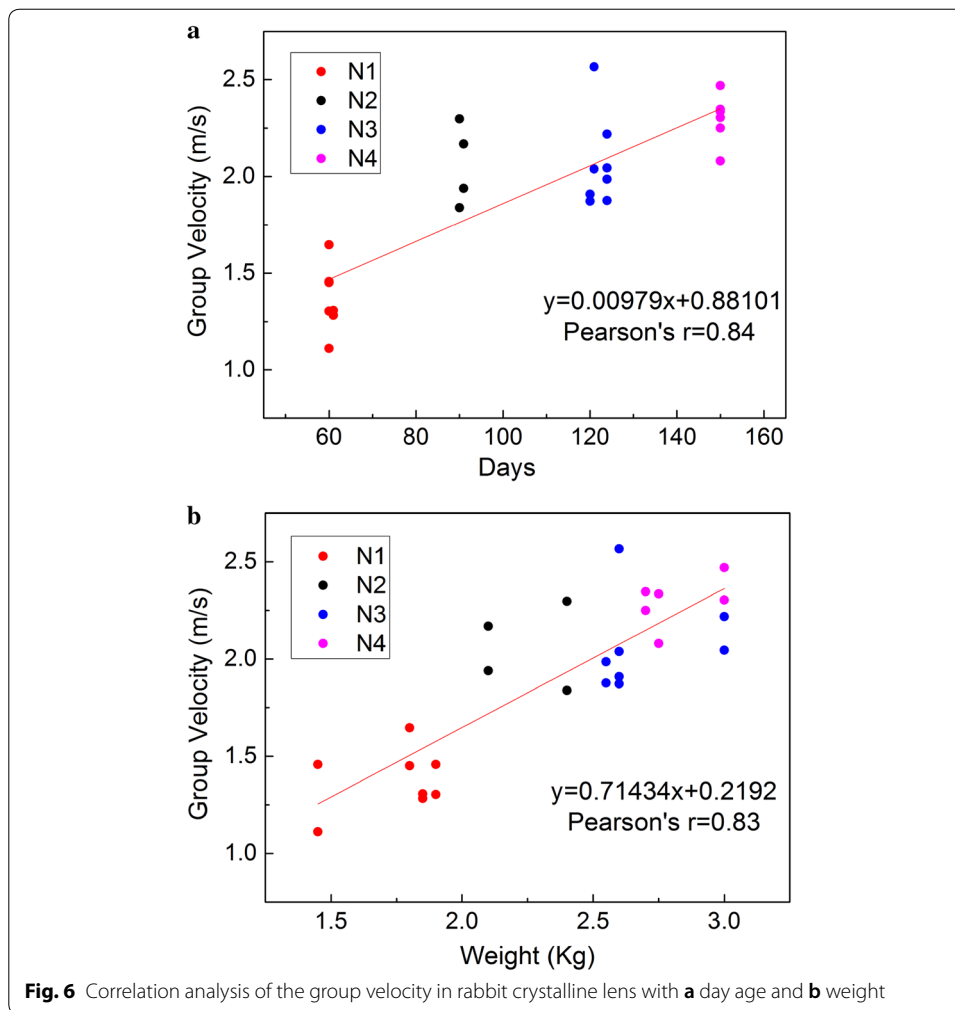 a
2.5
2.0
1.5
1.0
Group Velocity (m/s)
N1
N2
N3
N4
y=0.00979x+0.88101
Pearson's r=0.84
60 80 100 120 140 160
Days
b
2.5
2.0
1.5
1.0
Group Velocity (m/s)
N1
N2
N3
N4
y=0.71434x+0.2192
Pearson's r=0.83
1.5 2.0 2.5 3.0
Weight (Kg)
Fig. 6 Correlation analysis of the group velocity in rabbit crystalline lens with a day age and b weight